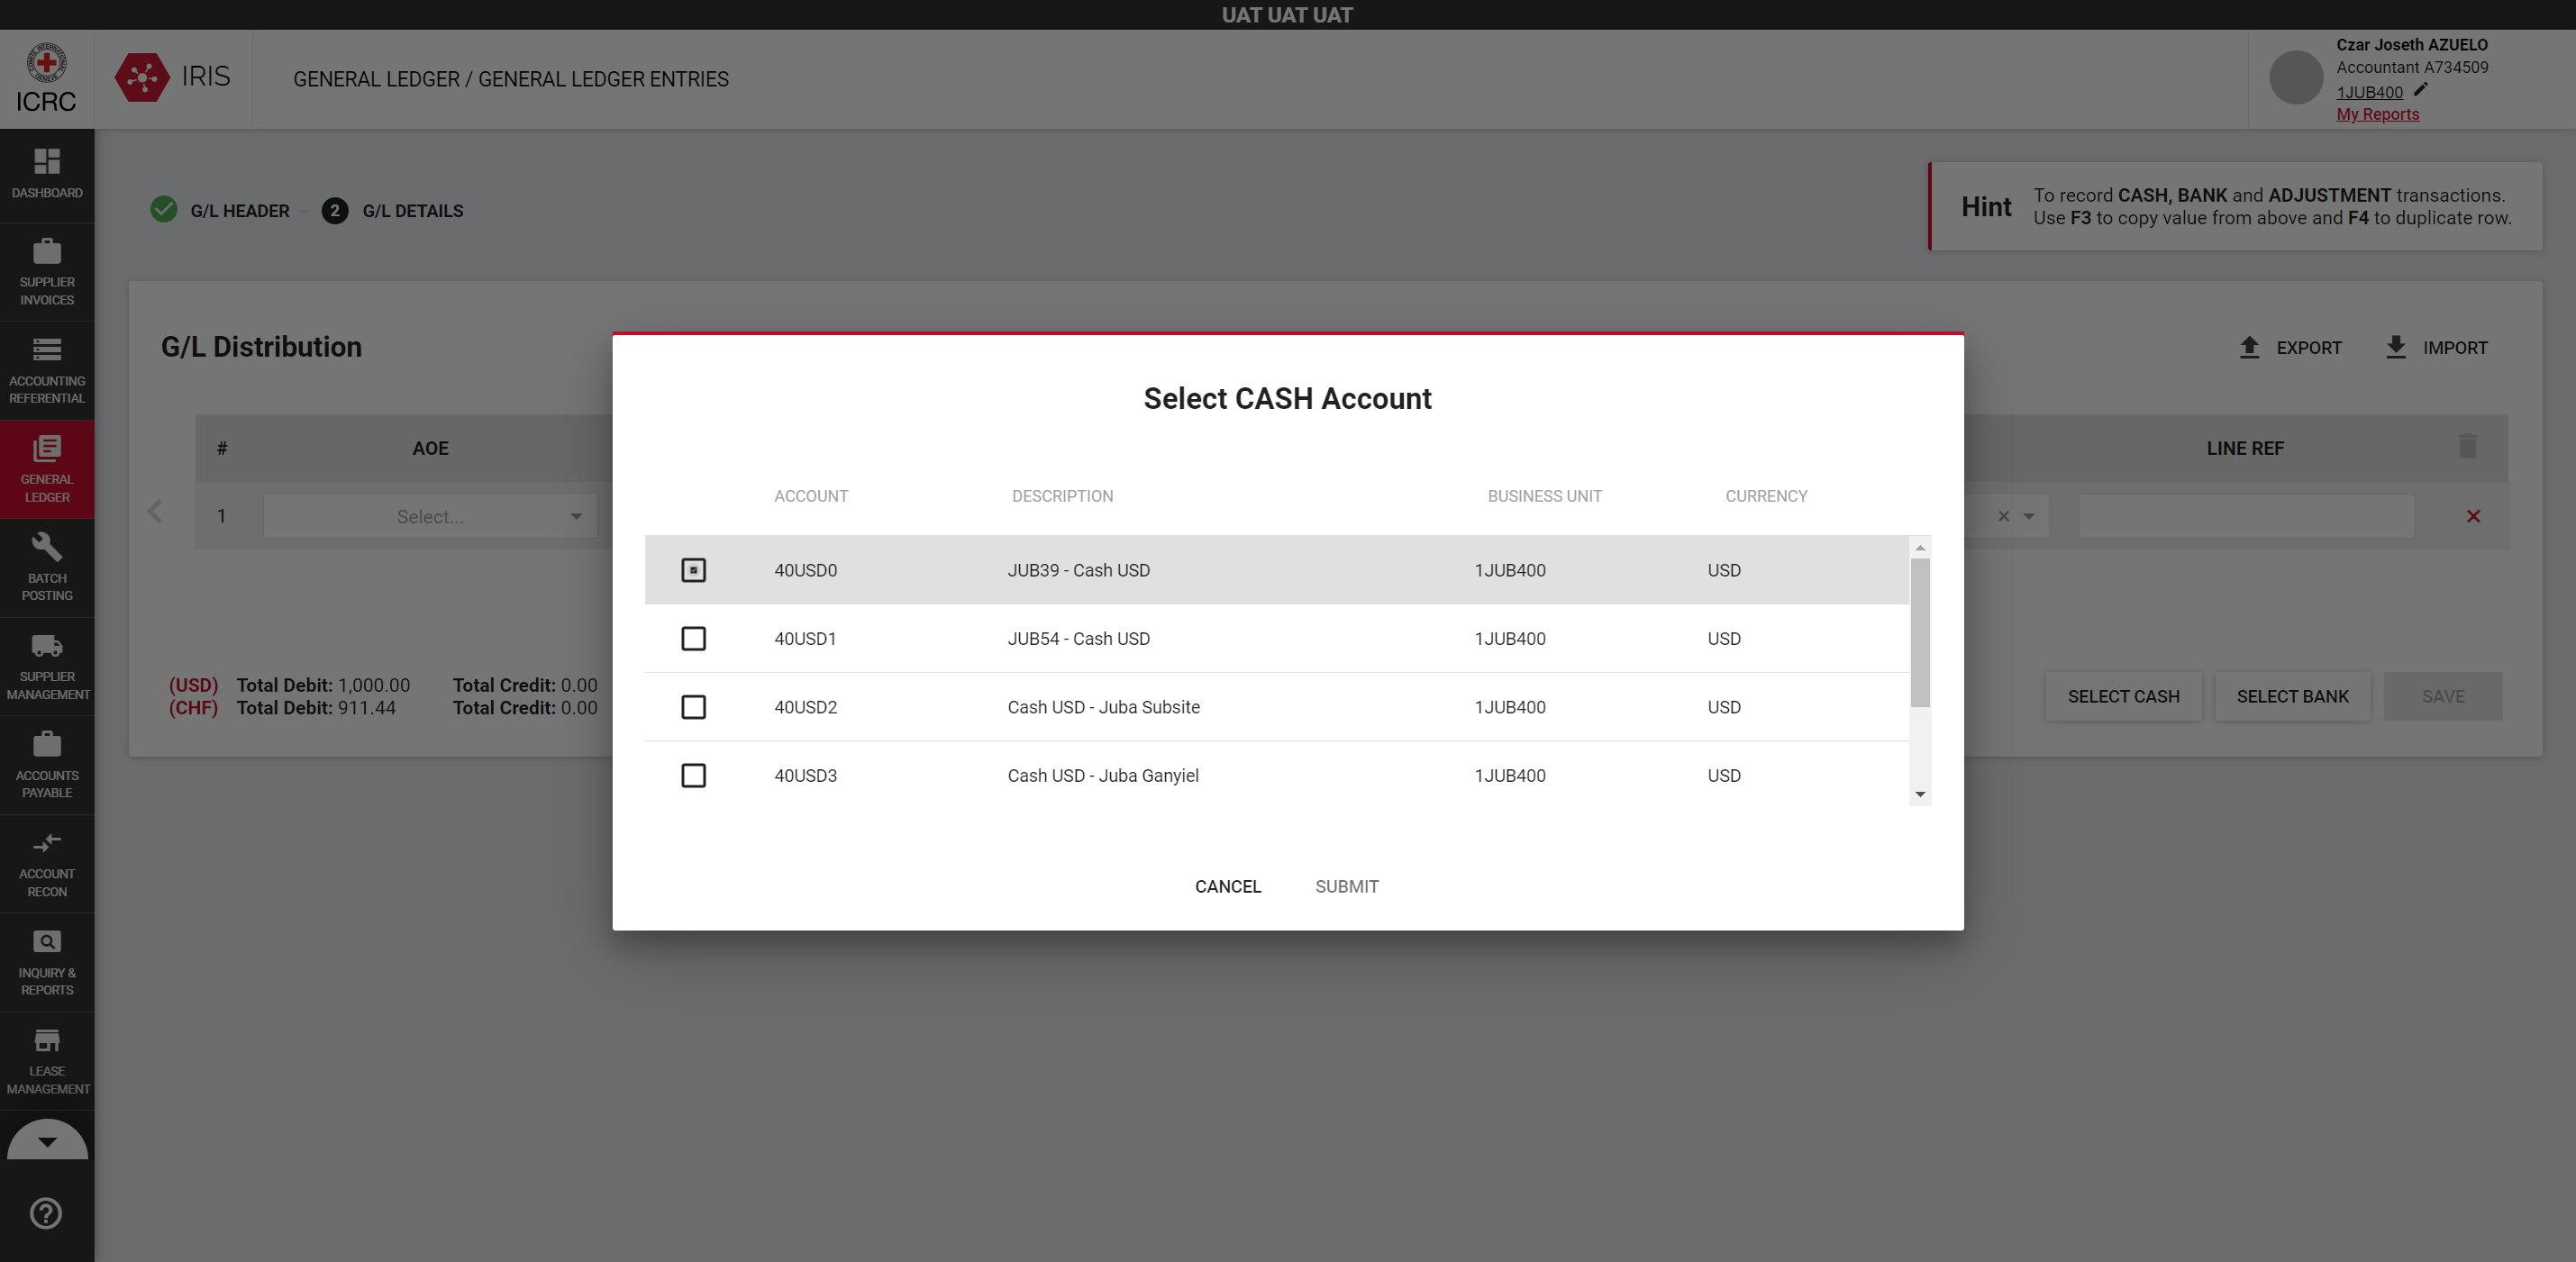 UAT UAT UAT
COMITE INTERNATIONAL GENEVE
ICRC
IRIS
GENERAL LEDGER / GENERAL LEDGER ENTRIES
Czar Joseth AZUELO
Accountant A734509
1JUB400
My Reports
DASHBOARD
SUPPLIER
INVOICES
ACCOUNTING
REFERENTIAL
GENERAL
LEDGER
BATCH
POSTING
SUPPLIER
MANAGEMENT
ACCOUNTS
PAYABLE
ACCOUNT
RECON
INQUIRY &
REPORTS
LEASE
MANAGEMENT
G/L HEADER
2 G/L DETAILS
Hint
To record CASH, BANK and ADJUSTMENT transactions.
Use F3 to copy value from above and F4 to duplicate row.
G/L Distribution
EXPORT
IMPORT
# AOE LINE REF
1 Select...
(USD) Total Debit: 1,000.00 Total Credit: 0.00
(CHF) Total Debit: 911.44 Total Credit: 0.00
SELECT CASH
SELECT BANK
SAVE
Select CASH Account
ACCOUNT DESCRIPTION BUSINESS UNIT CURRENCY
40USD0 JUB39 - Cash USD 1JUB400 USD
40USD1 JUB54 - Cash USD 1JUB400 USD
40USD2 Cash USD - Juba Subsite 1JUB400 USD
40USD3 Cash USD - Juba Ganyiel 1JUB400 USD
CANCEL SUBMIT